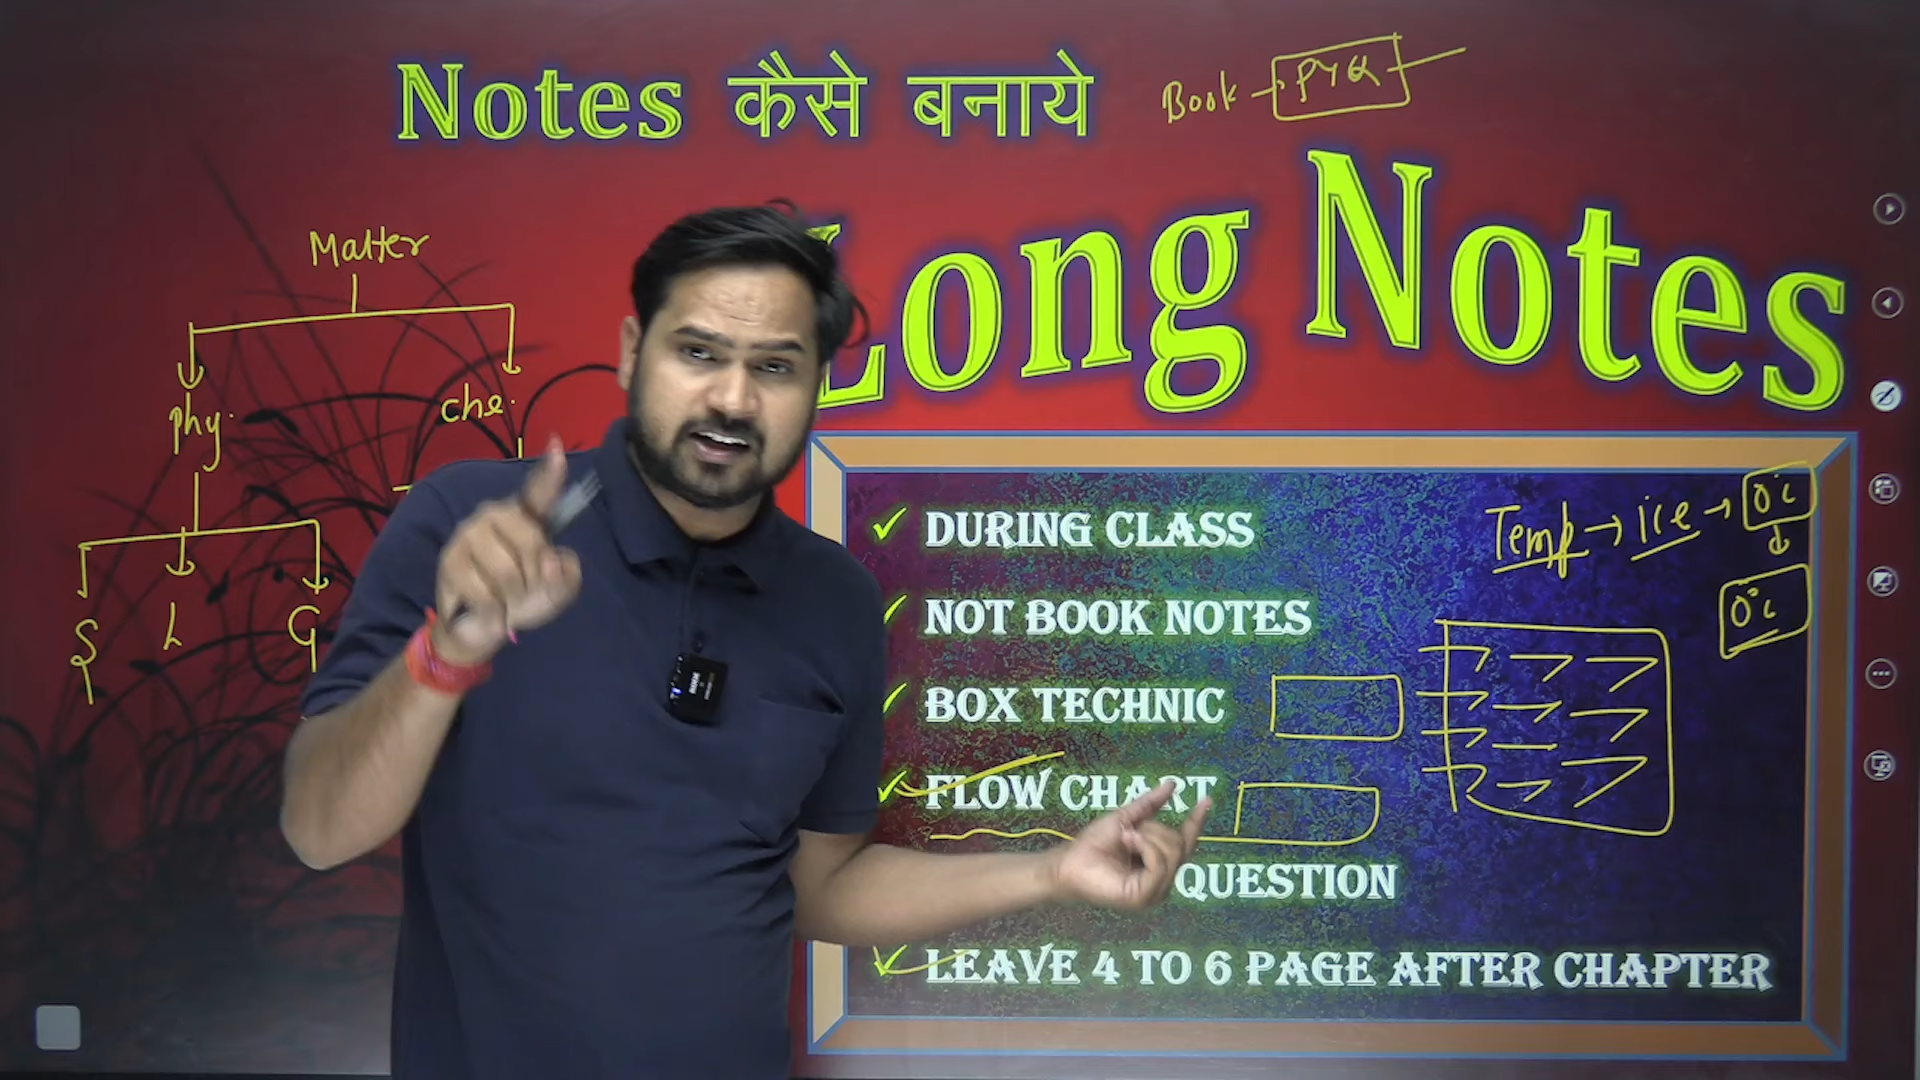 Notes कैसे बनाये
Book → PYQ
Long Notes
Matter
phy.
che.
S
L
G
✓ DURING CLASS
Temp → ice → 0°C
0°C
NOT BOOK NOTES
BOX TECHNIC
✓ FLOW CHART
QUESTION
✓ LEAVE 4 TO 6 PAGE AFTER CHAPTER